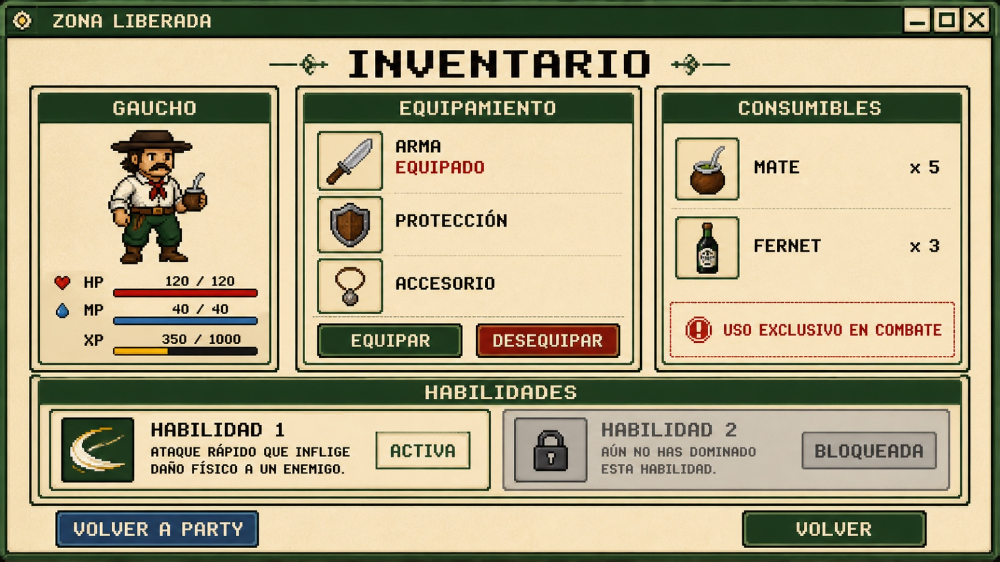 ZONA LIBERADA
INVENTARIO
GAUCHO
HP 120 / 120
MP 40 / 40
XP 350 / 1000
EQUIPAMIENTO
ARMA
EQUIPADO
PROTECCIÓN
ACCESORIO
EQUIPAR
DESEQUIPAR
CONSUMIBLES
MATE x 5
FERNET x 3
USO EXCLUSIVO EN COMBATE
HABILIDADES
HABILIDAD 1
ATAQUE RÁPIDO QUE INFLIGE
DAÑO FÍSICO A UN ENEMIGO.
ACTIVA
HABILIDAD 2
AÚN NO HAS DOMINADO
ESTA HABILIDAD.
BLOQUEADA
VOLVER A PARTY
VOLVER